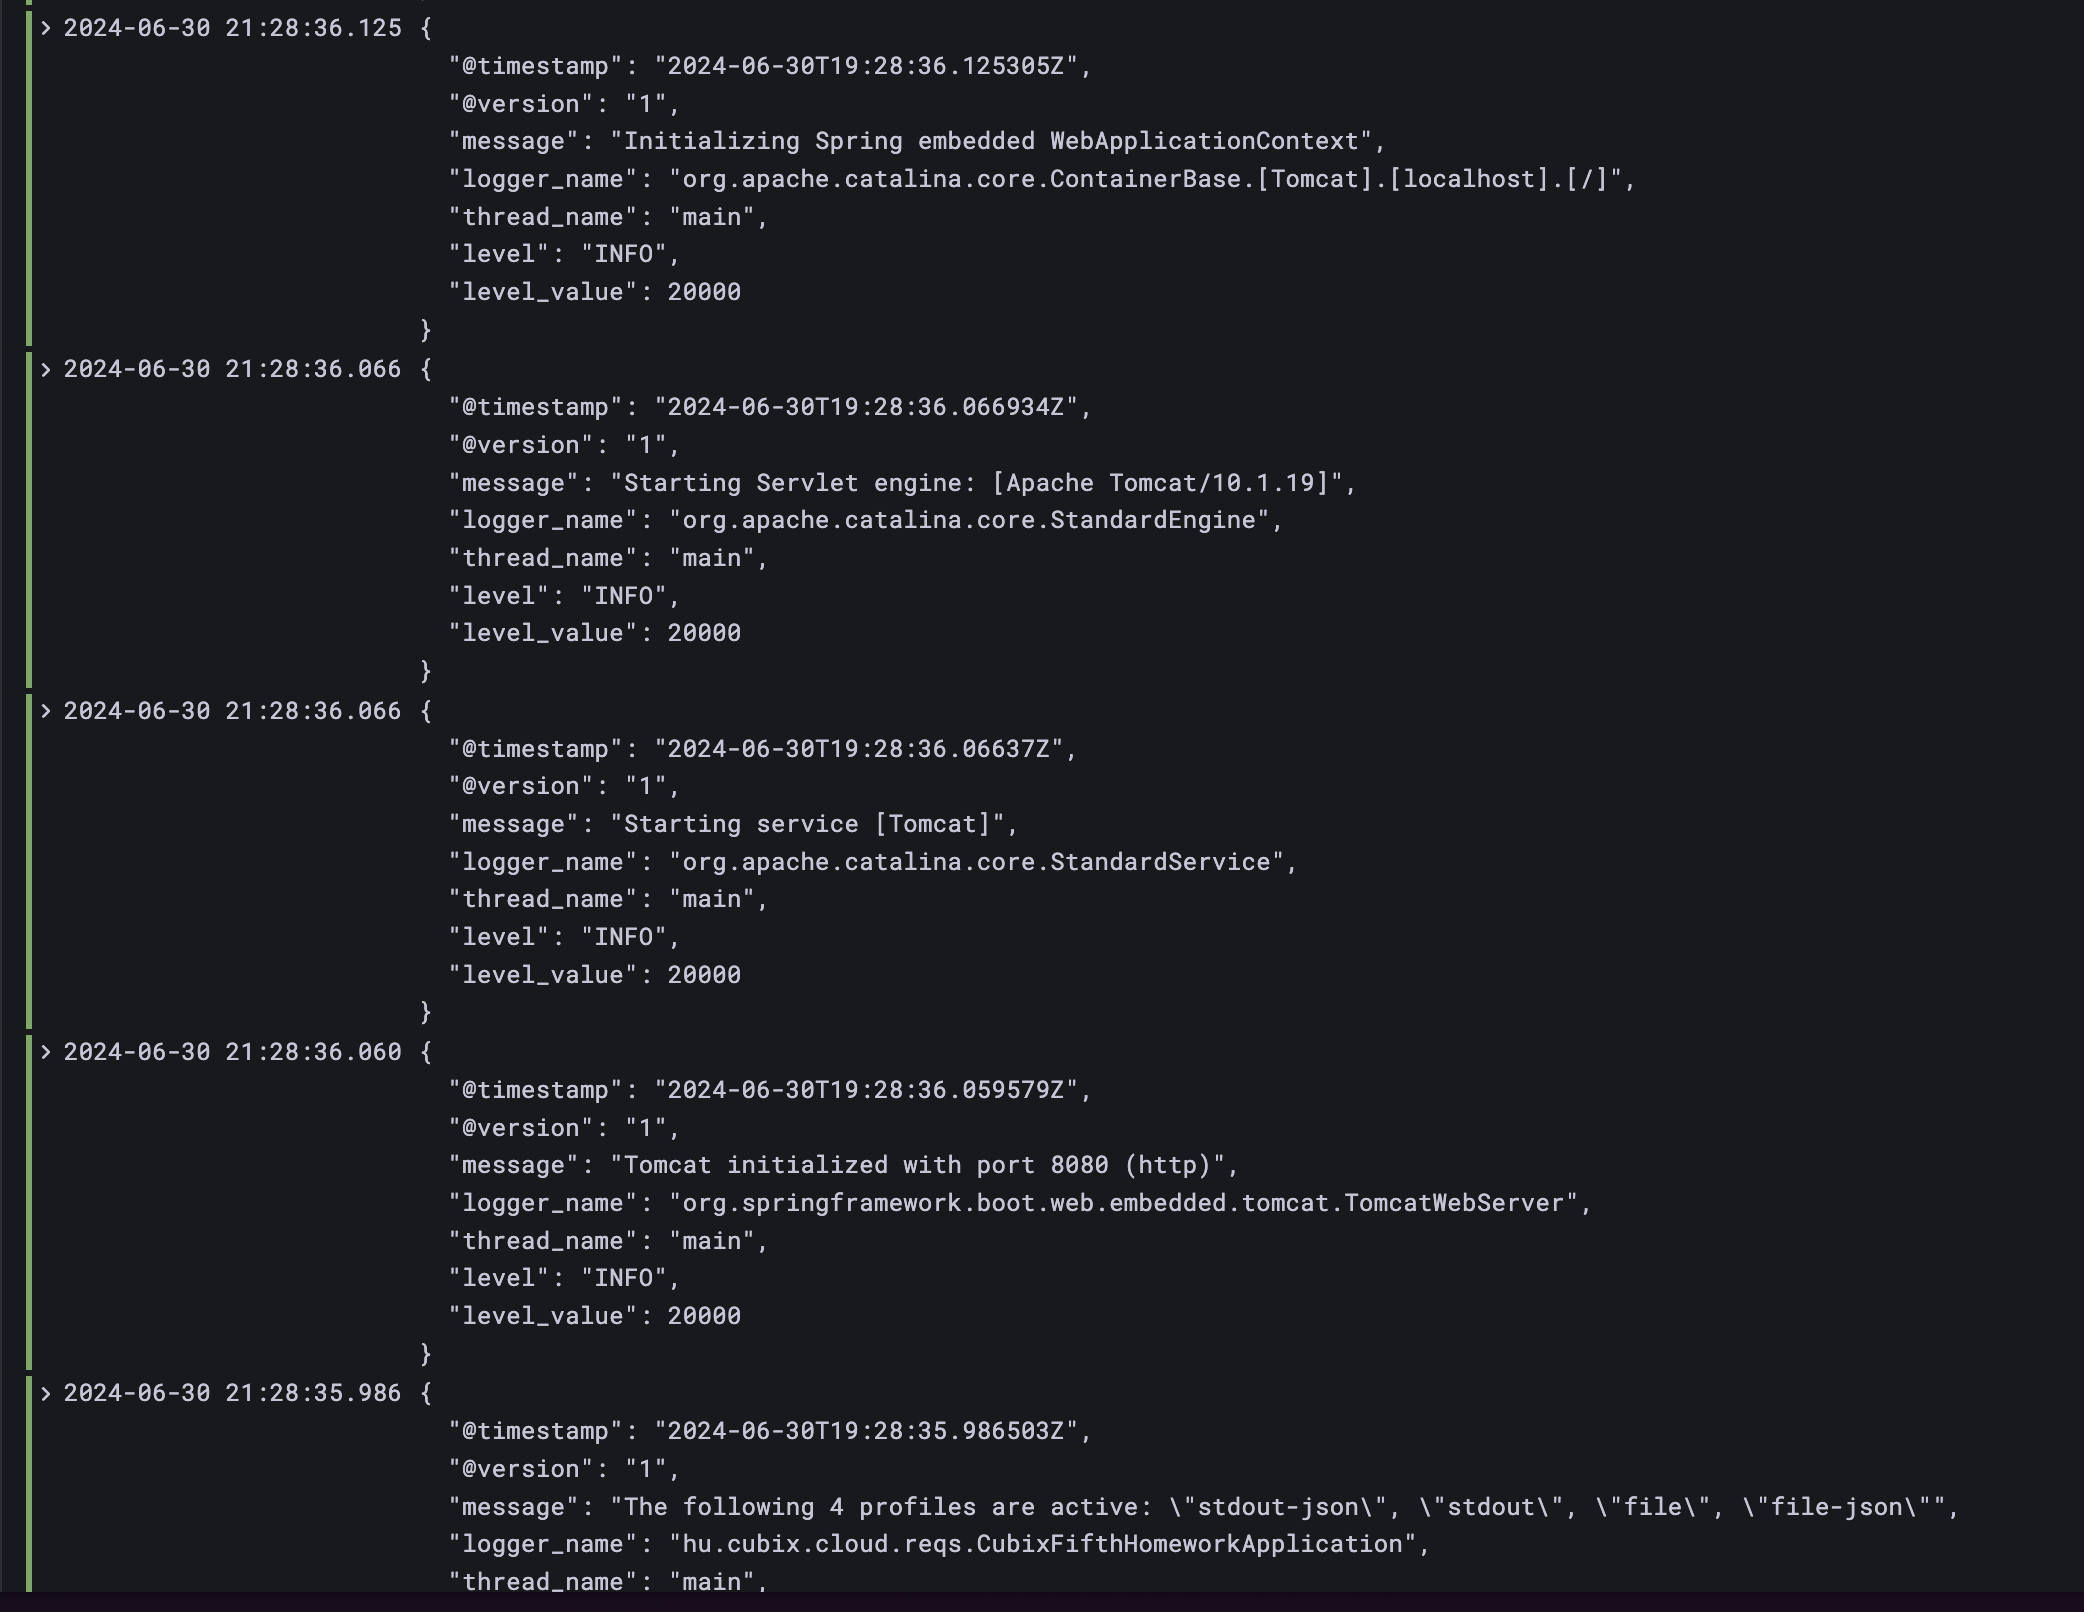 2024-06-30 21:28:36.125 {
"@timestamp": "2024-06-30T19:28:36.125305Z",
"@version": "1",
"message": "Initializing Spring embedded WebApplicationContext",
"logger_name": "org.apache.catalina.core.ContainerBase.[Tomcat].[localhost].[/]",
"thread_name": "main",
"level": "INFO",
"level_value": 20000
}
2024-06-30 21:28:36.066 {
"@timestamp": "2024-06-30T19:28:36.066934Z",
"@version": "1",
"message": "Starting Servlet engine: [Apache Tomcat/10.1.19]",
"logger_name": "org.apache.catalina.core.StandardEngine",
"thread_name": "main",
"level": "INFO",
"level_value": 20000
}
2024-06-30 21:28:36.066 {
"@timestamp": "2024-06-30T19:28:36.06637Z",
"@version": "1",
"message": "Starting service [Tomcat]",
"logger_name": "org.apache.catalina.core.StandardService",
"thread_name": "main",
"level": "INFO",
"level_value": 20000
}
2024-06-30 21:28:36.060 {
"@timestamp": "2024-06-30T19:28:36.059579Z",
"@version": "1",
"message": "Tomcat initialized with port 8080 (http)",
"logger_name": "org.springframework.boot.web.embedded.tomcat.TomcatWebServer",
"thread_name": "main",
"level": "INFO",
"level_value": 20000
}
2024-06-30 21:28:35.986 {
"@timestamp": "2024-06-30T19:28:35.986503Z",
"@version": "1",
"message": "The following 4 profiles are active: \"stdout-json\", \"stdout\", \"file\", \"file-json\"",
"logger_name": "hu.cubix.cloud.reqs.CubixFifthHomeworkApplication",
"thread_name": "main",